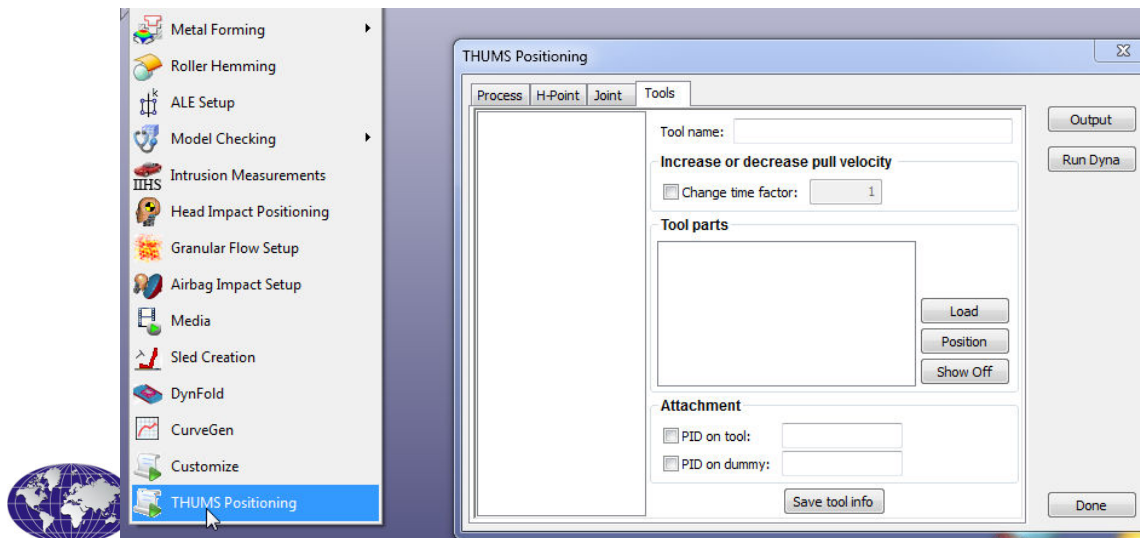 Metal Forming
Roller Hemming
k
ALE Setup
Model Checking
IIHS
Intrusion Measurements
Head Impact Positioning
Granular Flow Setup
Airbag Impact Setup
Media
Sled Creation
DynFold
CurveGen
Customize
THUMS Positioning
THUMS Positioning
Process H-Point Joint Tools
Tool name:
Increase or decrease pull velocity
Change time factor: 1
Tool parts
Load
Position
Show Off
Attachment
PID on tool:
PID on dummy:
Save tool info
Output
Run Dyna
Done